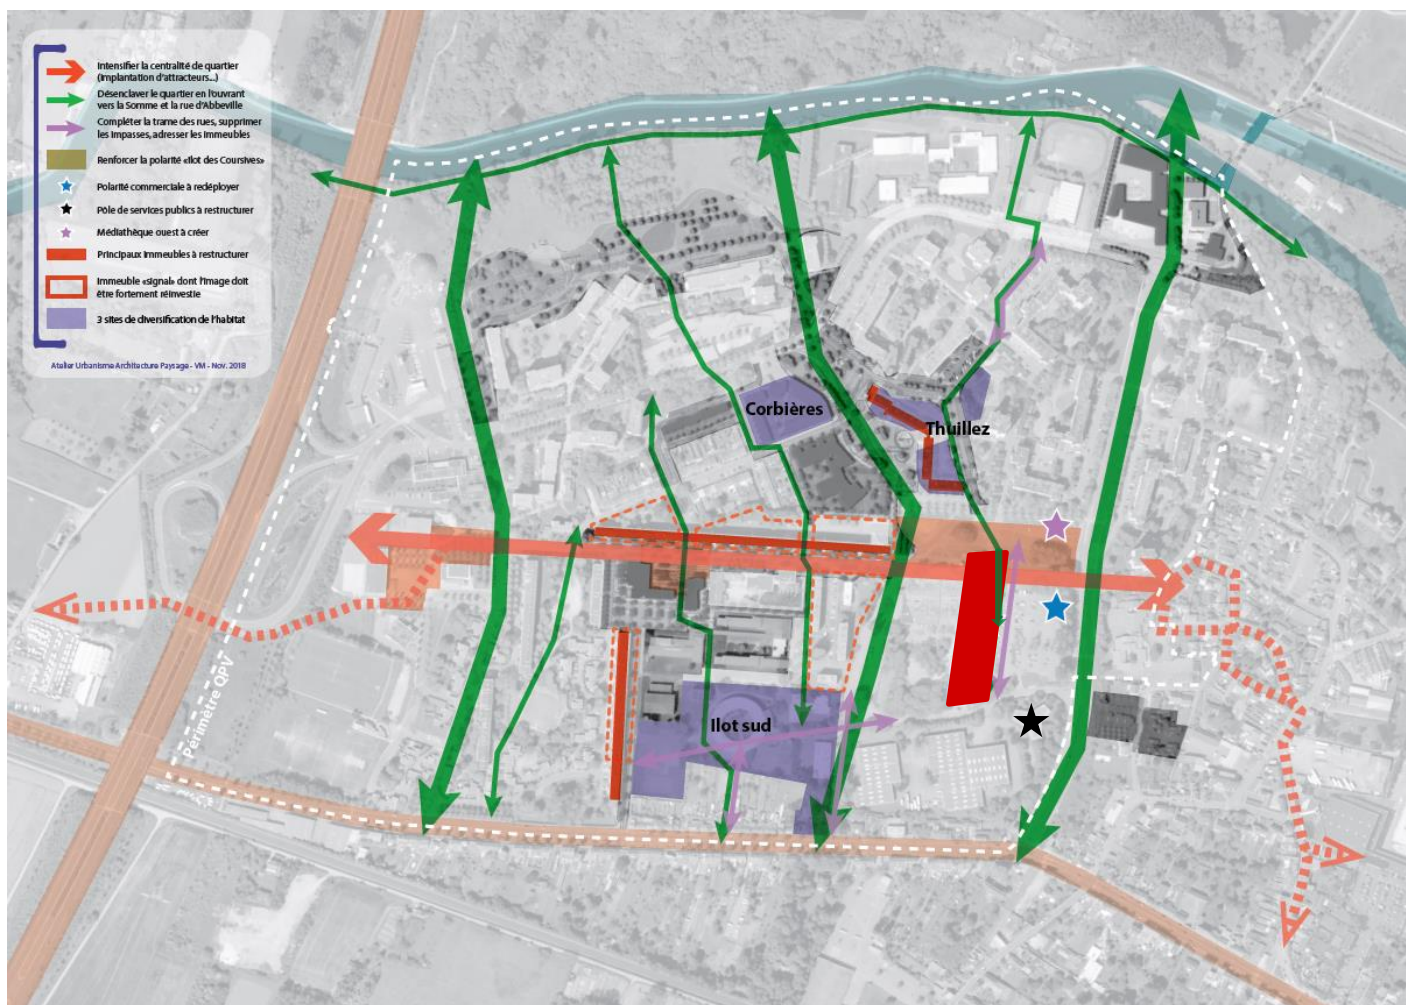 Intensifier la centralité de quartier
(implantation d'attracteurs...)
Désenclaver le quartier en l'ouvrant
vers la Somme et la rue d'Abbeville
Compléter la trame des rues, supprimer
les impasses, adresser les immeubles
Renforcer la polarité «Ilot des Coursives»
Polarité commerciale à redéployer
Pôle de services publics à restructurer
Médiathèque ouest à créer
Principaux immeubles à restructurer
Immeuble «signal» dont l'image doit
être fortement réinvestie
3 sites de diversification de l'habitat
Atelier Urbanisme Architecture Paysage - VM - Nov. 2018
Corbières
Thuillez
Périmètre QPV
Ilot sud